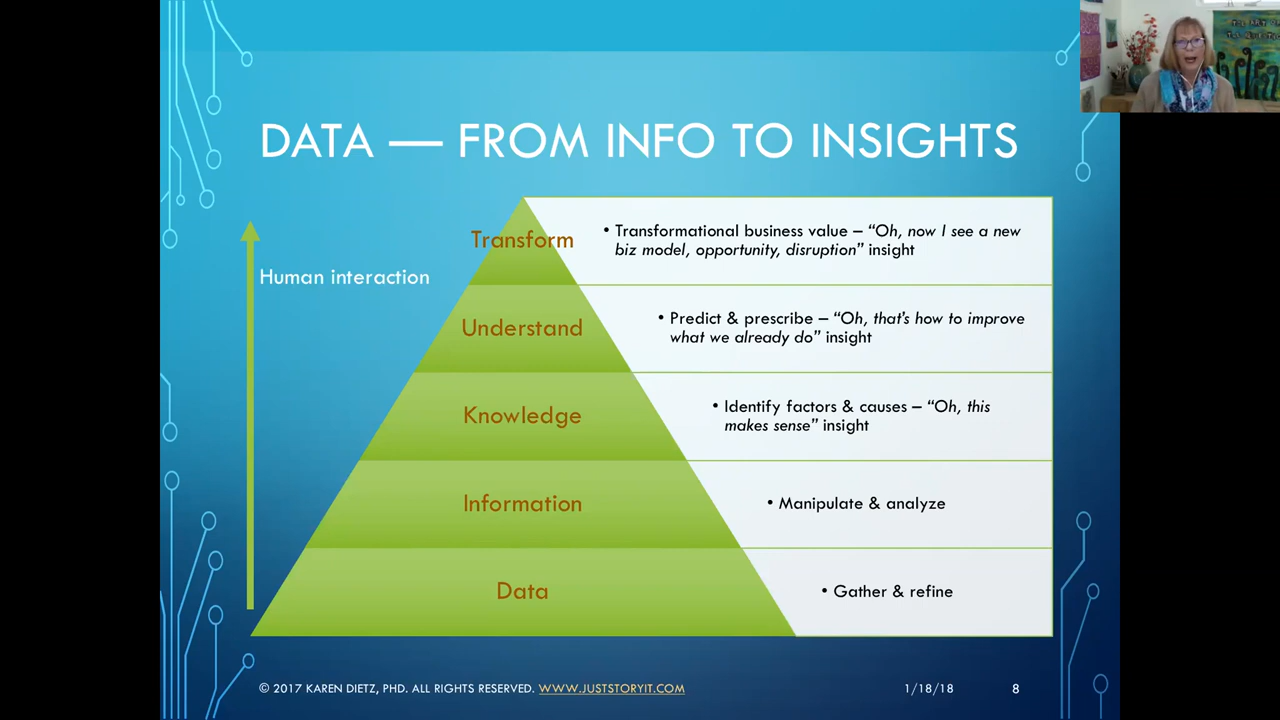 DATA — FROM INFO TO INSIGHTS
Human interaction
Transform
• Transformational business value – “Oh, now I see a new
biz model, opportunity, disruption” insight
Understand
• Predict & prescribe – “Oh, that’s how to improve
what we already do” insight
Knowledge
• Identify factors & causes – “Oh, this
makes sense” insight
Information
• Manipulate & analyze
Data
• Gather & refine
© 2017 KAREN DIETZ, PHD. ALL RIGHTS RESERVED. WWW.JUSTSTORYIT.COM
1/18/18
8